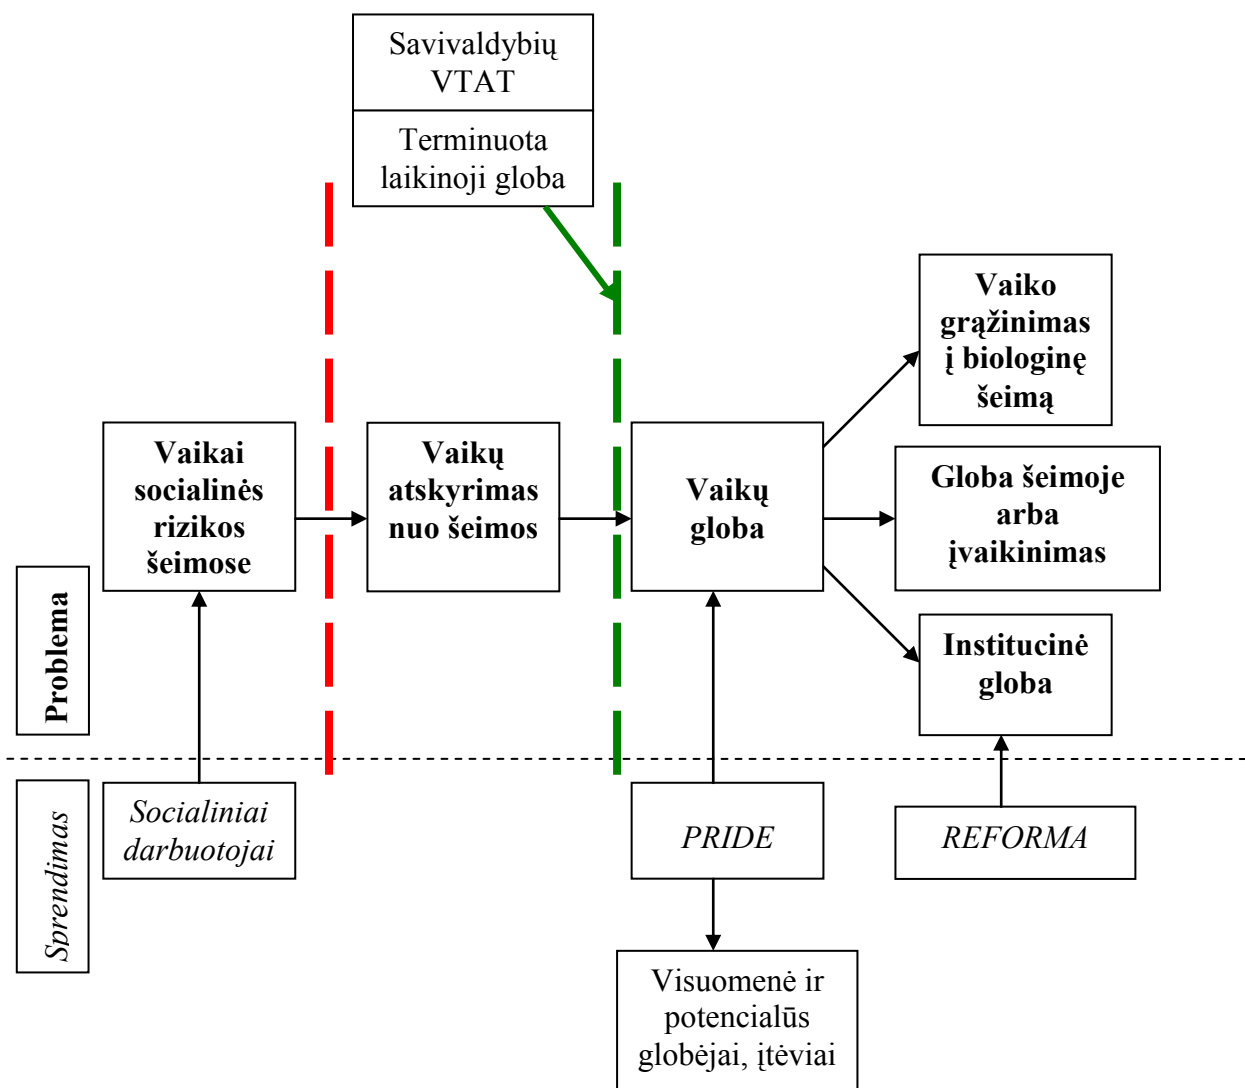 Savivaldybių
VTAT
Terminuota
laikinoji globa
Vaiko
grąžinimas
į biologinę
šeimą
Vaikai
socialinės
rizikos
šeimose
Vaikų
atskyrimas
nuo šeimos
Vaikų
globa
Globa šeimoje
arba
įvaikinimas
Institucinė
globa
Problema
Sprendimas
Socialiniai
darbuotojai
PRIDE
REFORMA
Visuomenė ir
potencialūs
globėjai, įtėviai